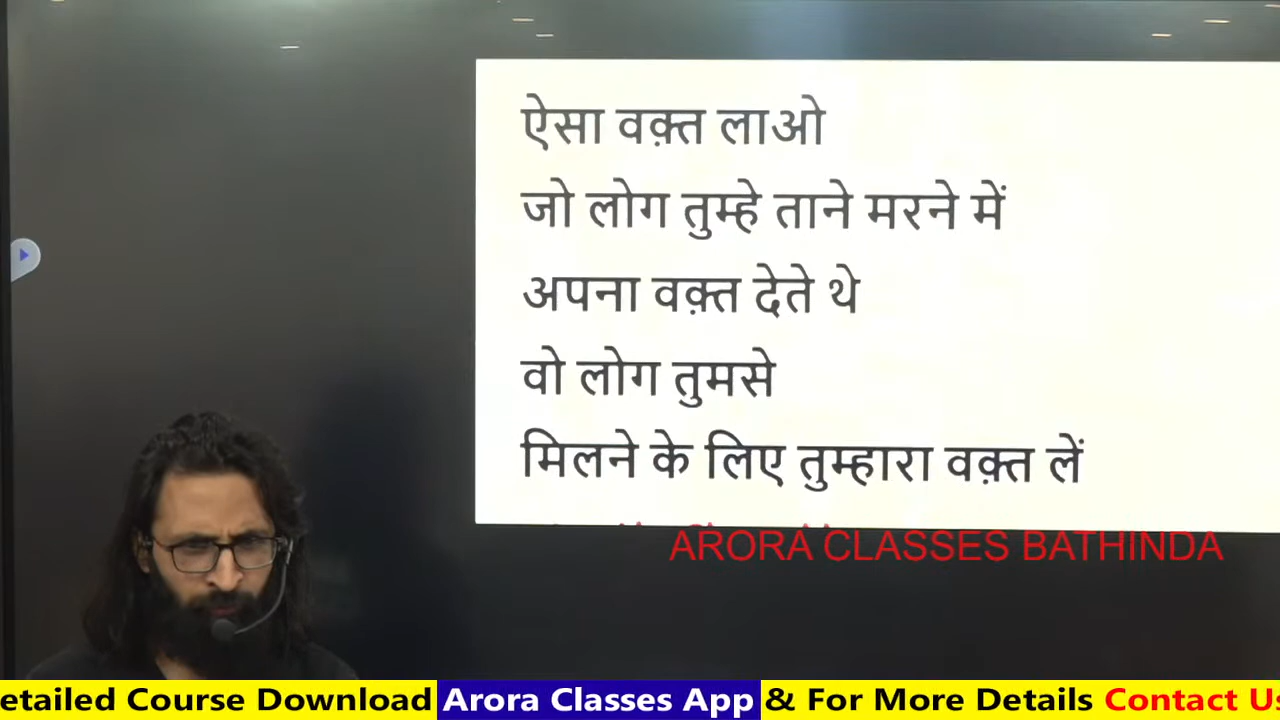 ऐसा वक़्त लाओ
जो लोग तुम्हे ताने मरने में
अपना वक़्त देते थे
वो लोग तुमसे
मिलने के लिए तुम्हारा वक़्त लें
ARORA CLASSES BATHINDA
etailed Course Download Arora Classes App & For More Details Contact Us